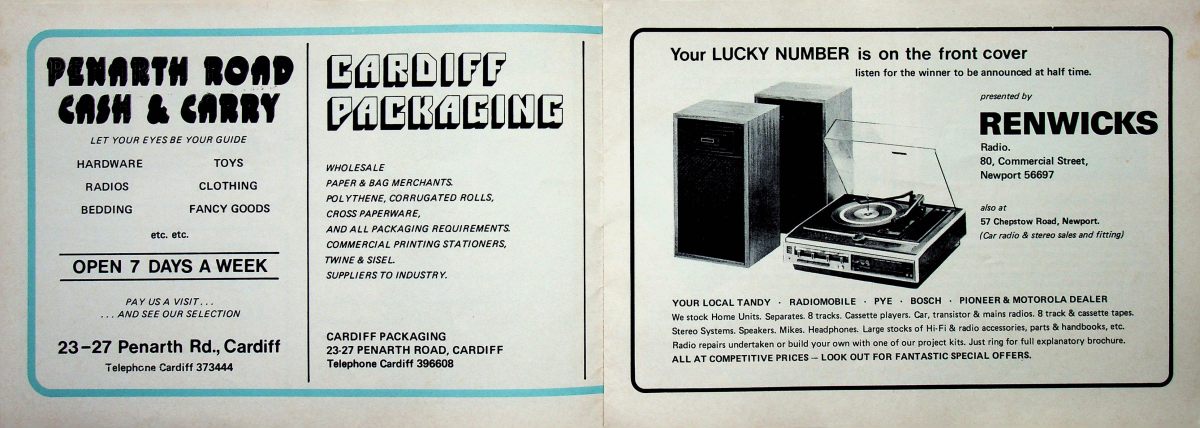 PENARTH ROAD
CASH & CARRY
LET YOUR EYES BE YOUR GUIDE
HARDWARE TOYS
RADIOS CLOTHING
BEDDING FANCY GOODS
etc. etc.
OPEN 7 DAYS A WEEK
PAY US A VISIT . . .
. . . AND SEE OUR SELECTION
23-27 Penarth Rd., Cardiff
Telephone Cardiff 373444
CARDIFF
PACKAGING
WHOLESALE
PAPER & BAG MERCHANTS.
POLYTHENE, CORRUGATED ROLLS,
CROSS PAPERWARE,
AND ALL PACKAGING REQUIREMENTS.
COMMERCIAL PRINTING STATIONERS,
TWINE & SISEL.
SUPPLIERS TO INDUSTRY.
CARDIFF PACKAGING
23-27 PENARTH ROAD, CARDIFF
Telephone Cardiff 396608
Your LUCKY NUMBER is on the front cover
listen for the winner to be announced at half time.
presented by
RENWICKS
Radio.
80, Commercial Street,
Newport 56697
also at
57 Chepstow Road, Newport.
(Car radio & stereo sales and fitting)
YOUR LOCAL TANDY · RADIOMOBILE · PYE · BOSCH · PIONEER & MOTOROLA DEALER
We stock Home Units. Separates. 8 tracks. Cassette players. Car, transistor & mains radios. 8 track & cassette tapes.
Stereo Systems. Speakers. Mikes. Headphones. Large stocks of Hi-Fi & radio accessories, parts & handbooks, etc.
Radio repairs undertaken or build your own with one of our project kits. Just ring for full explanatory brochure.
ALL AT COMPETITIVE PRICES — LOOK OUT FOR FANTASTIC SPECIAL OFFERS.